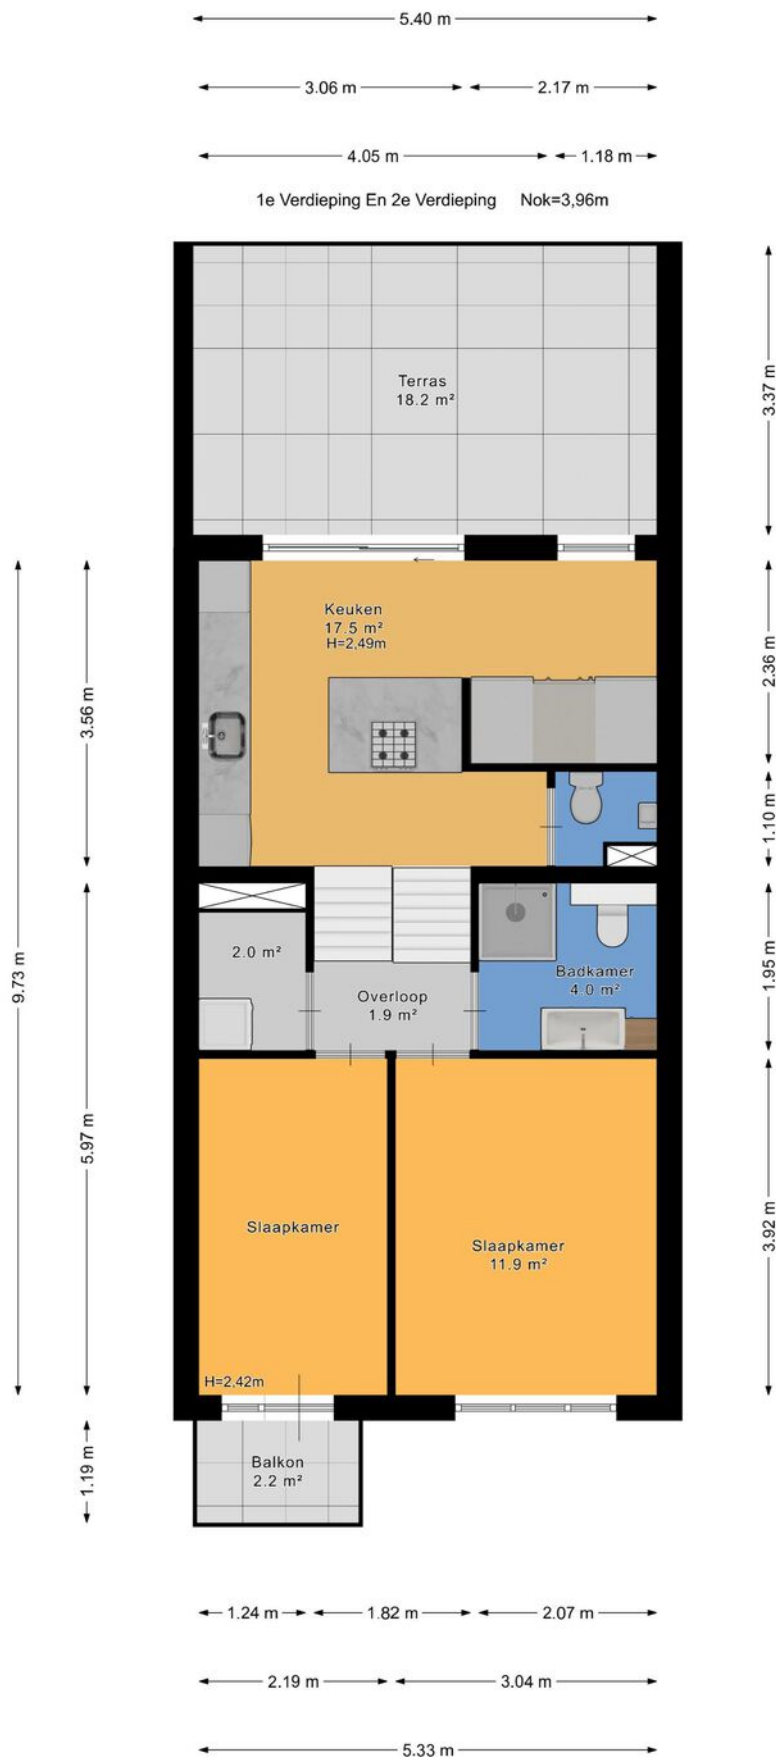 5.40 m
3.06 m
2.17 m
4.05 m
1.18 m
1e Verdieping En 2e Verdieping Nok=3,96m
Terras
18.2 m²
3.37 m
Keuken
17.5 m²
H=2,49m
2.36 m
3.56 m
1.10 m
9.73 m
2.0 m²
Overloop
1.9 m²
Badkamer
4.0 m²
1.95 m
5.97 m
Slaapkamer
Slaapkamer
11.9 m²
3.92 m
H=2,42m
Balkon
2.2 m²
1.19 m
1.24 m
1.82 m
2.07 m
2.19 m
3.04 m
5.33 m